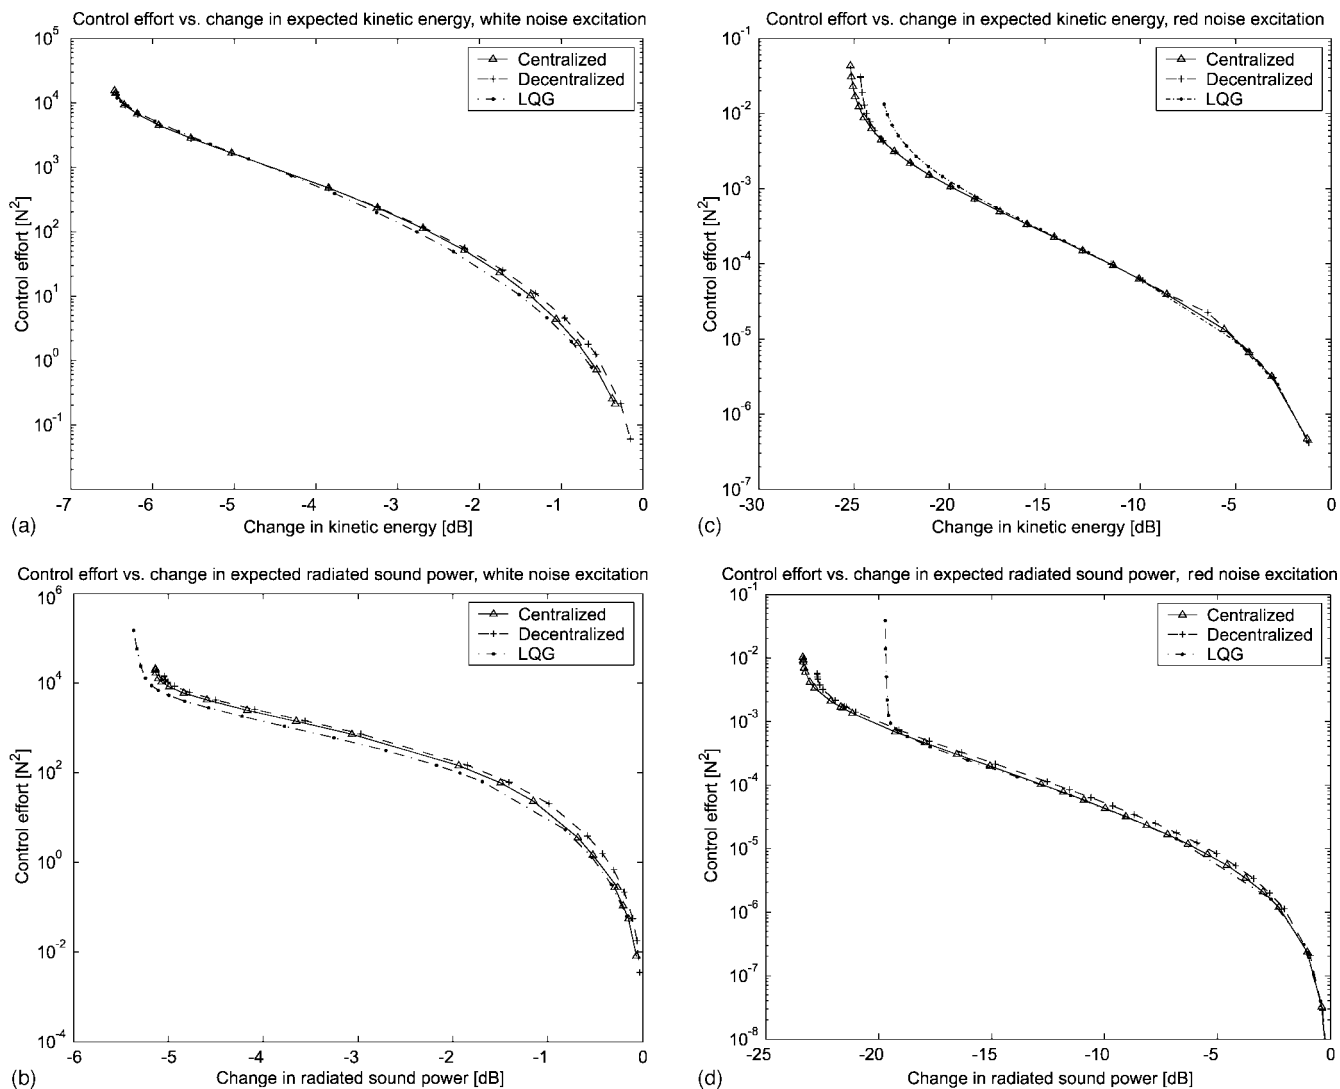 Control effort vs. change in expected kinetic energy, white noise excitation
10^5
10^4
10^3
10^2
10^1
10^0
10^-1
Control effort [N^2]
Centralized
Decentralized
LQG
-7 -6 -5 -4 -3 -2 -1 0
(a) Change in kinetic energy [dB]
Control effort vs. change in expected kinetic energy, red noise excitation
10^-1
10^-2
10^-3
10^-4
10^-5
10^-6
10^-7
Control effort [N^2]
Centralized
Decentralized
LQG
-30 -25 -20 -15 -10 -5 0
(c) Change in kinetic energy [dB]
Control effort vs. change in expected radiated sound power, white noise excitation
10^6
10^4
10^2
10^0
10^-2
10^-4
Control effort [N^2]
Centralized
Decentralized
LQG
-6 -5 -4 -3 -2 -1 0
(b) Change in radiated sound power [dB]
Control effort vs. change in expected radiated sound power, red noise excitation
10^-1
10^-2
10^-3
10^-4
10^-5
10^-6
10^-7
10^-8
Control effort [N^2]
Centralized
Decentralized
LQG
-25 -20 -15 -10 -5 0
(d) Change in radiated sound power [dB]